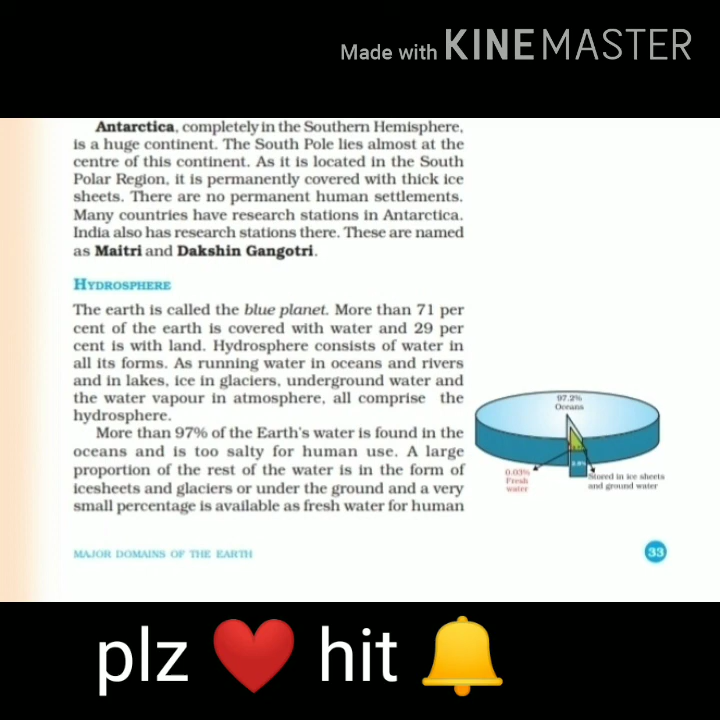 Made with KINEMASTER
Antarctica, completely in the Southern Hemisphere,
is a huge continent. The South Pole lies almost at the
centre of this continent. As it is located in the South
Polar Region, it is permanently covered with thick ice
sheets. There are no permanent human settlements.
Many countries have research stations in Antarctica.
India also has research stations there. These are named
as Maitri and Dakshin Gangotri.
HYDROSPHERE
The earth is called the blue planet. More than 71 per
cent of the earth is covered with water and 29 per
cent is with land. Hydrosphere consists of water in
all its forms. As running water in oceans and rivers
and in lakes, ice in glaciers, underground water and
the water vapour in atmosphere, all comprise the
hydrosphere.
More than 97% of the Earth's water is found in the
oceans and is too salty for human use. A large
proportion of the rest of the water is in the form of
icesheets and glaciers or under the ground and a very
small percentage is available as fresh water for human
97.2%
Oceans
0.03%
Fresh
water
Stored in ice sheets
and ground water
MAJOR DOMAINS OF THE EARTH
33
plz ❤️ hit 🔔